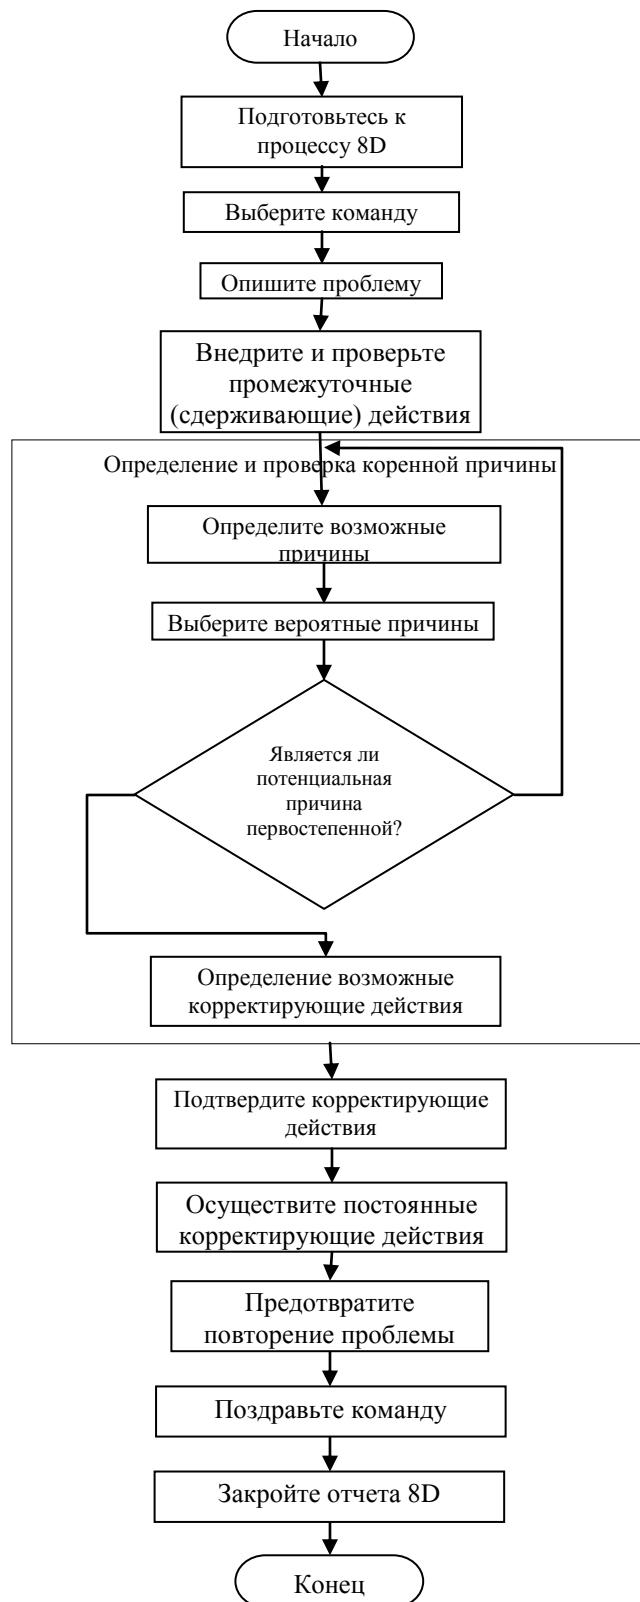 Начало
Подготовьтесь к
процессу 8D
Выберите команду
Опишите проблему
Внедрите и проверьте
промежуточные
(сдерживающие) действия
Определение и проверка коренной причины
Определите возможные
причины
Выберите вероятные причины
Является ли
потенциальная
причина
первостепенной?
Определение возможные
корректирующие действия
Подтвердите корректирующие
действия
Осуществите постоянные
корректирующие действия
Предотвратите
повторение проблемы
Поздравьте команду
Закройте отчета 8D
Конец